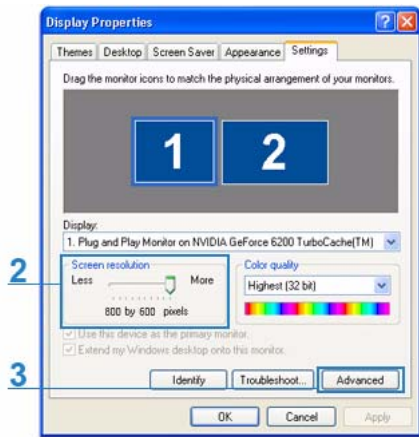 Display Properties
Themes Desktop Screen Saver Appearance Settings
Drag the monitor icons to match the physical arrangement of your monitors.
1 2
Display:
1. Plug and Play Monitor on NVIDIA GeForce 6200 TurboCache(TM)
2
Screen resolution
Less More
800 by 600 pixels
Color quality
Highest (32 bit)
Use this device as the primary monitor.
Extend my Windows desktop onto this monitor.
3
Identify Troubleshoot... Advanced
OK Cancel Apply